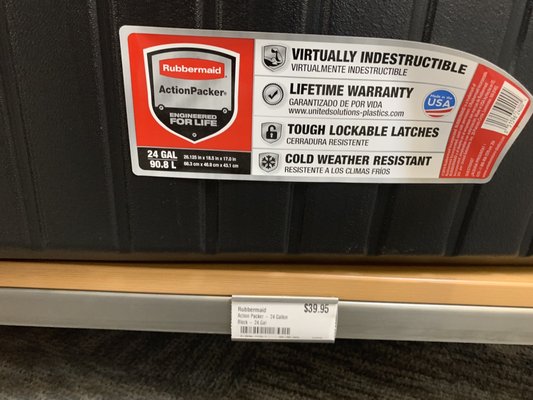 Rubbermaid
ActionPacker
ENGINEERED
FOR LIFE
24 GAL
90.8 L
26.125 in x 18.5 in x 17.0 in
66.3 cm x 46.9 cm x 43.1 cm
VIRTUALLY INDESTRUCTIBLE
VIRTUALMENTE INDESTRUCTIBLE
LIFETIME WARRANTY
GARANTIZADO DE POR VIDA
www.unitedsolutions-plastics.com
TOUGH LOCKABLE LATCHES
CERRADURA RESISTENTE
COLD WEATHER RESISTANT
RESISTENTE A LOS CLIMAS FRÍOS
Made in the
USA
Rubbermaid $39.95
Action Packer - 24 Gallon
Black - 24 Gal